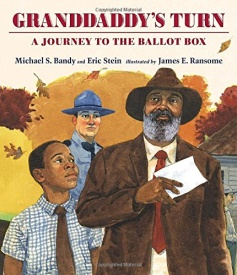 GRANDDADDY'S TURN
A JOURNEY TO THE BALLOT BOX
Michael S. Bandy and Eric Stein illustrated by James E. Ransome